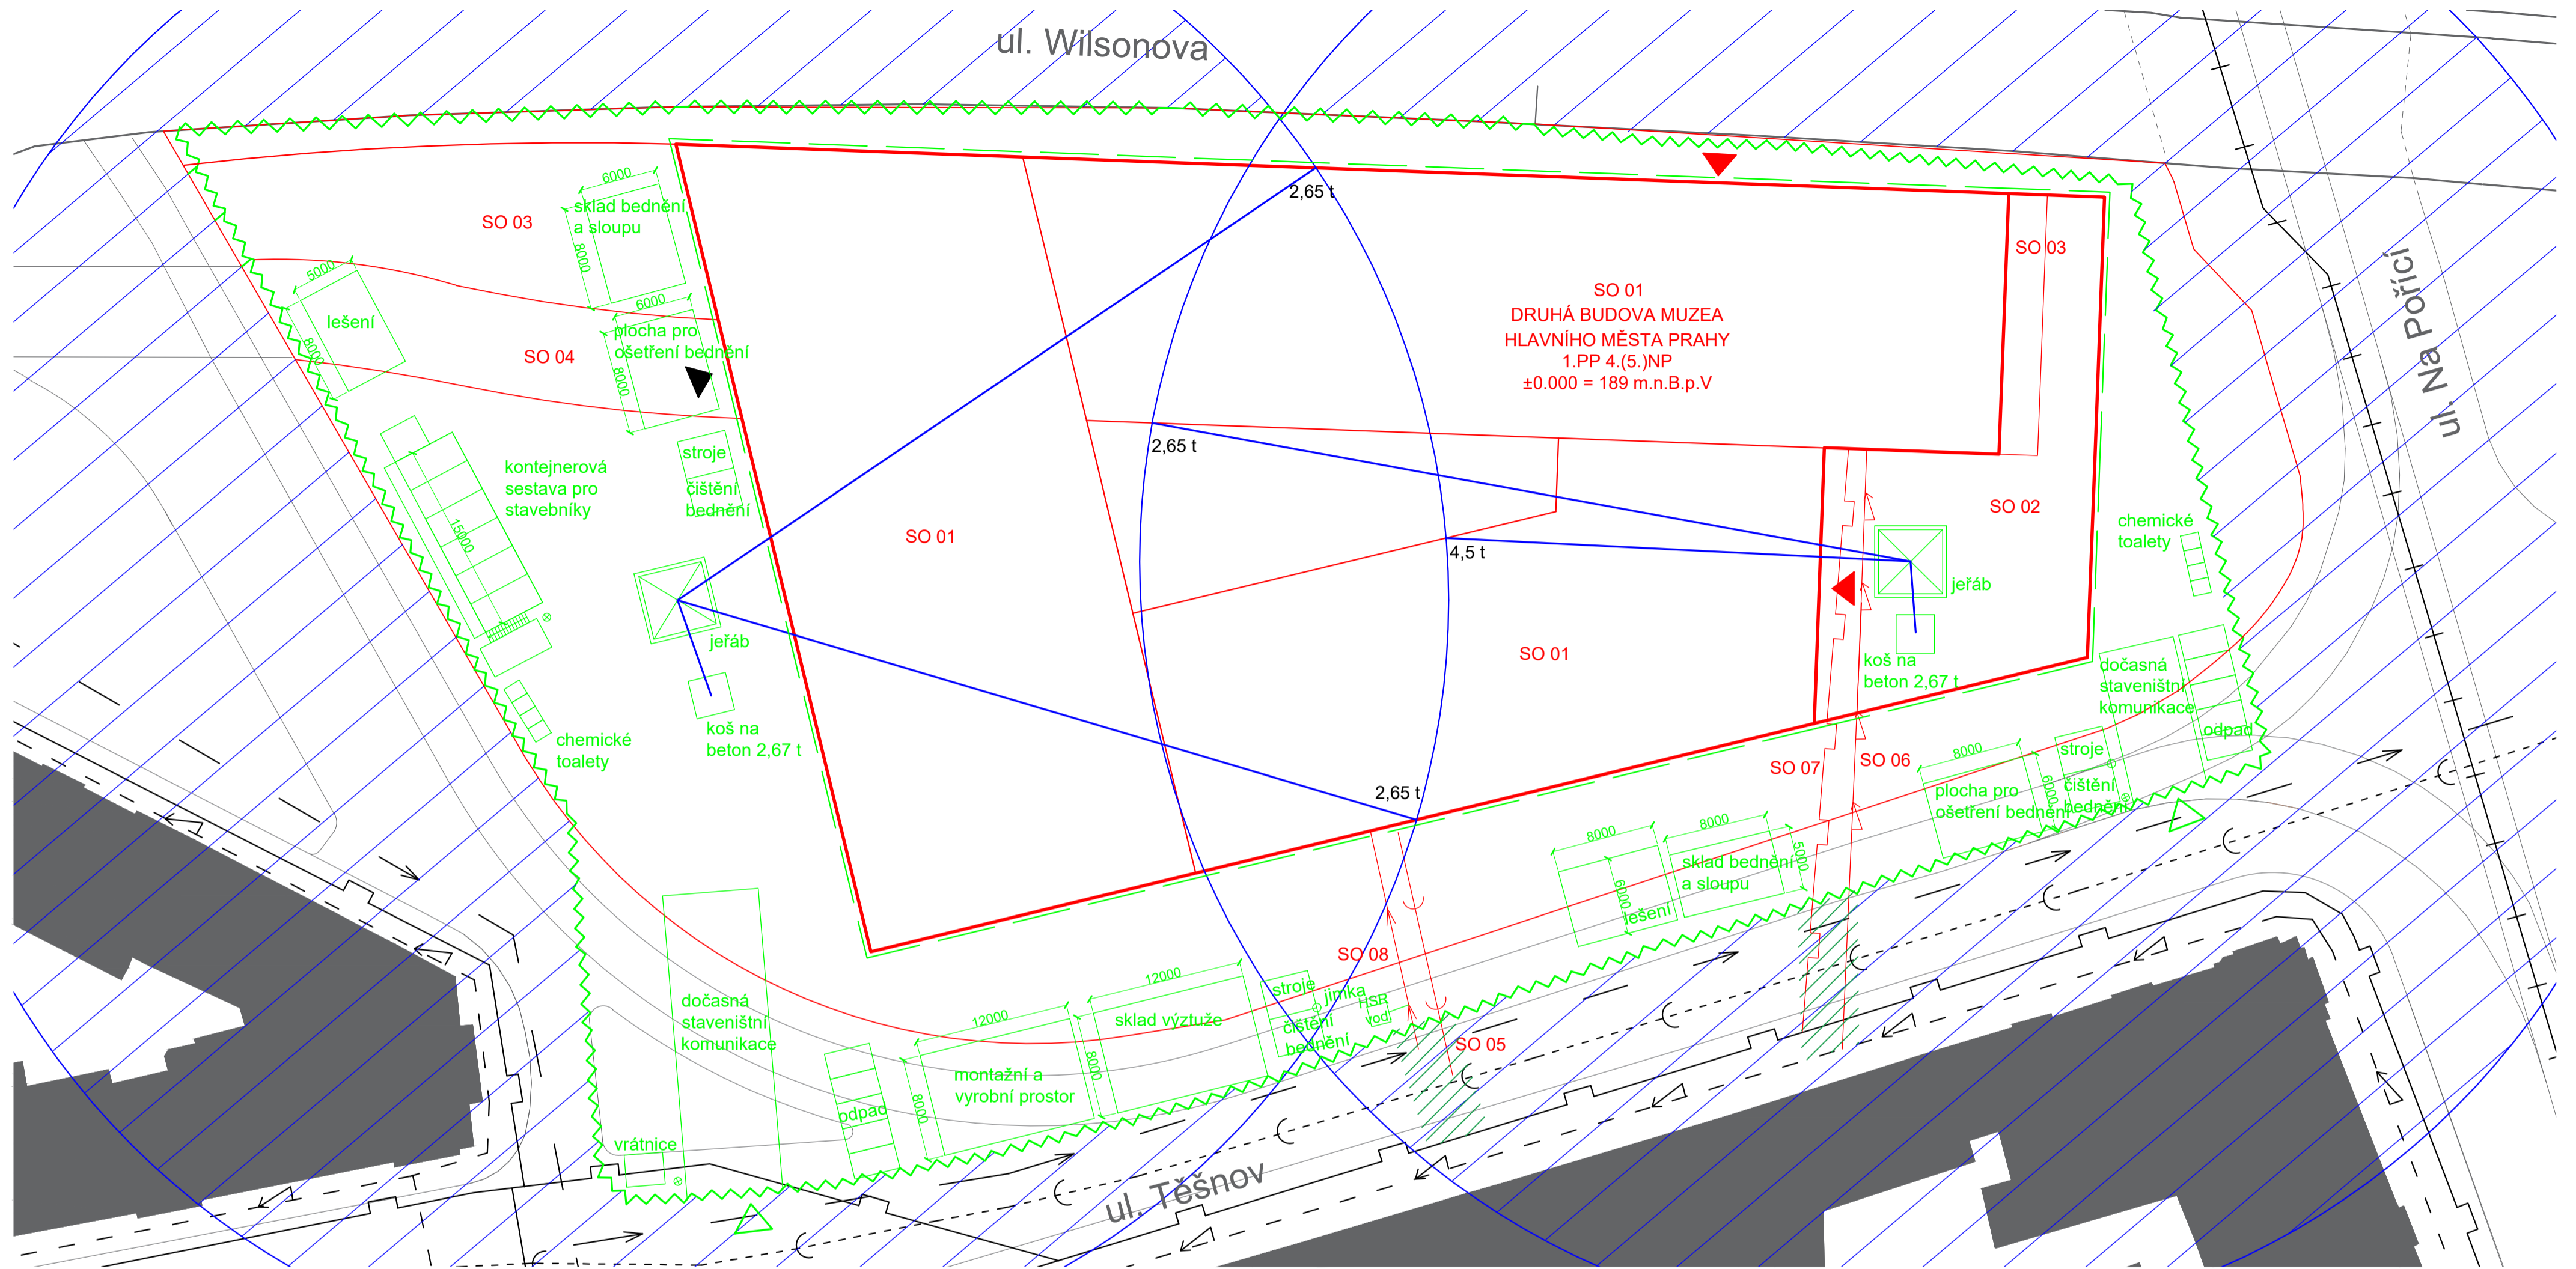 ul. Wilsonova
6000
sklad bednění
a sloupu
8000
SO 03
2,65 t
SO 03
5000
lešení
8000
6000
plocha pro
ošetření bednění
8000
SO 04
SO 01
DRUHÁ BUDOVA MUZEA
HLAVNÍHO MĚSTA PRAHY
1.PP 4.(5.)NP
±0.000 = 189 m.n.B.p.V
ul. Na Poříčí
2,65 t
stroje
čištění
bednění
kontejnerová
sestava pro
stavebníky
15000
SO 01
4,5 t
SO 02
chemické
toalety
jeřáb
jeřáb
SO 01
koš na
beton 2,67 t
dočasná
staveništní
komunikace
odpad
koš na
beton 2,67 t
chemické
toalety
2,65 t
SO 07
SO 06
8000
plocha pro
ošetření bednění
6000
stroje
čištění
bednění
8000
6000
lešení
8000
sklad bednění
a sloupu
5000
SO 08
dočasná
staveništní
komunikace
12000
montažní a
vyrobní prostor
8000
12000
sklad výztuže
8000
stroje
čištění
bednění
jimka
HSR
vod
SO 05
odpad
vrátnice
ul. Těšnov